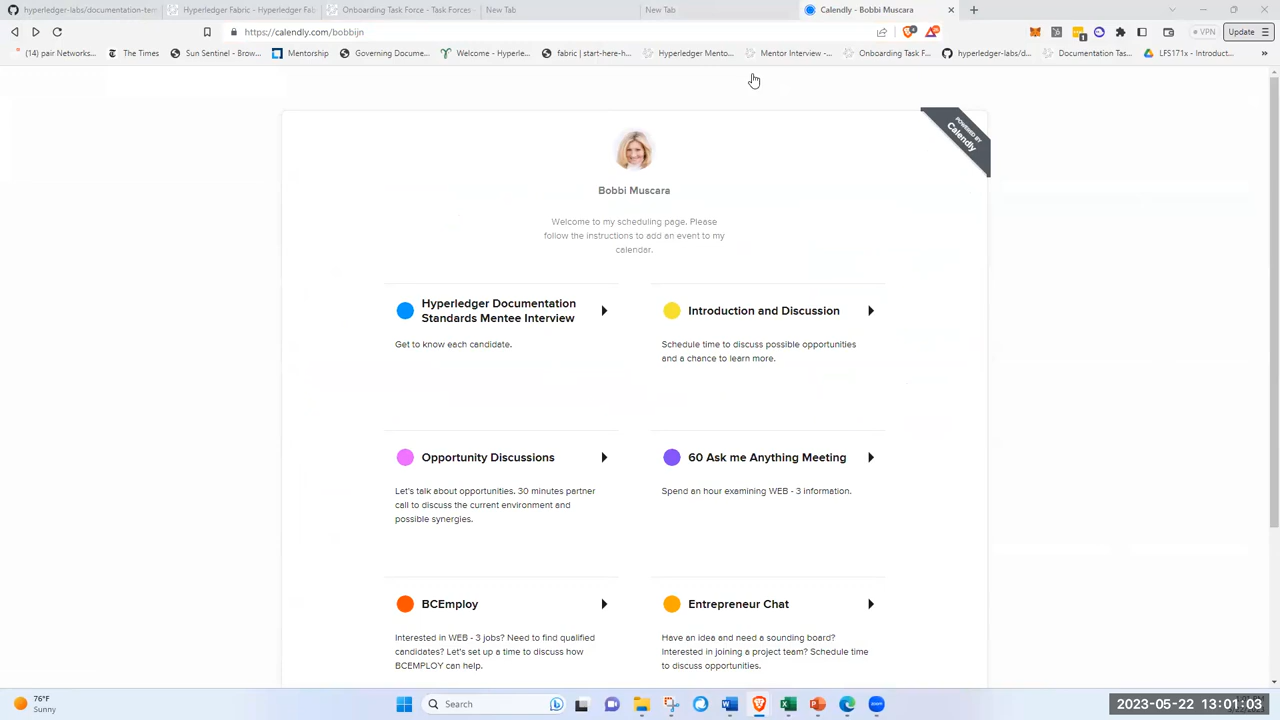 hyperledger-labs/documentation-tem
Hyperledger Fabric - Hyperledger Fab
Onboarding Task Force - Task Forces -
New Tab
New Tab
Calendly - Bobbi Muscara
https://calendly.com/bobbijn
VPN
Update
(14) pair Networks...
The Times
Sun Sentinel - Brow...
Mentorship
Governing Docume...
Welcome - Hyperle...
fabric | start-here-h...
Hyperledger Mento...
Mentor Interview -...
Onboarding Task F...
hyperledger-labs/d...
Documentation Tas...
LFS171x - Introduct...
POWERED BY
Calendly
Bobbi Muscara
Welcome to my scheduling page. Please
follow the instructions to add an event to my
calendar.
Hyperledger Documentation
Standards Mentee Interview
Get to know each candidate.
Introduction and Discussion
Schedule time to discuss possible opportunities
and a chance to learn more.
Opportunity Discussions
Let's talk about opportunities. 30 minutes partner
call to discuss the current environment and
possible synergies.
60 Ask me Anything Meeting
Spend an hour examining WEB - 3 information.
BCEmploy
Interested in WEB - 3 jobs? Need to find qualified
candidates? Let's set up a time to discuss how
BCEMPLOY can help.
Entrepreneur Chat
Have an idea and need a sounding board?
Interested in joining a project team? Schedule time
to discuss opportunities.
76°F
Sunny
Search
2023-05-22 13:01:03